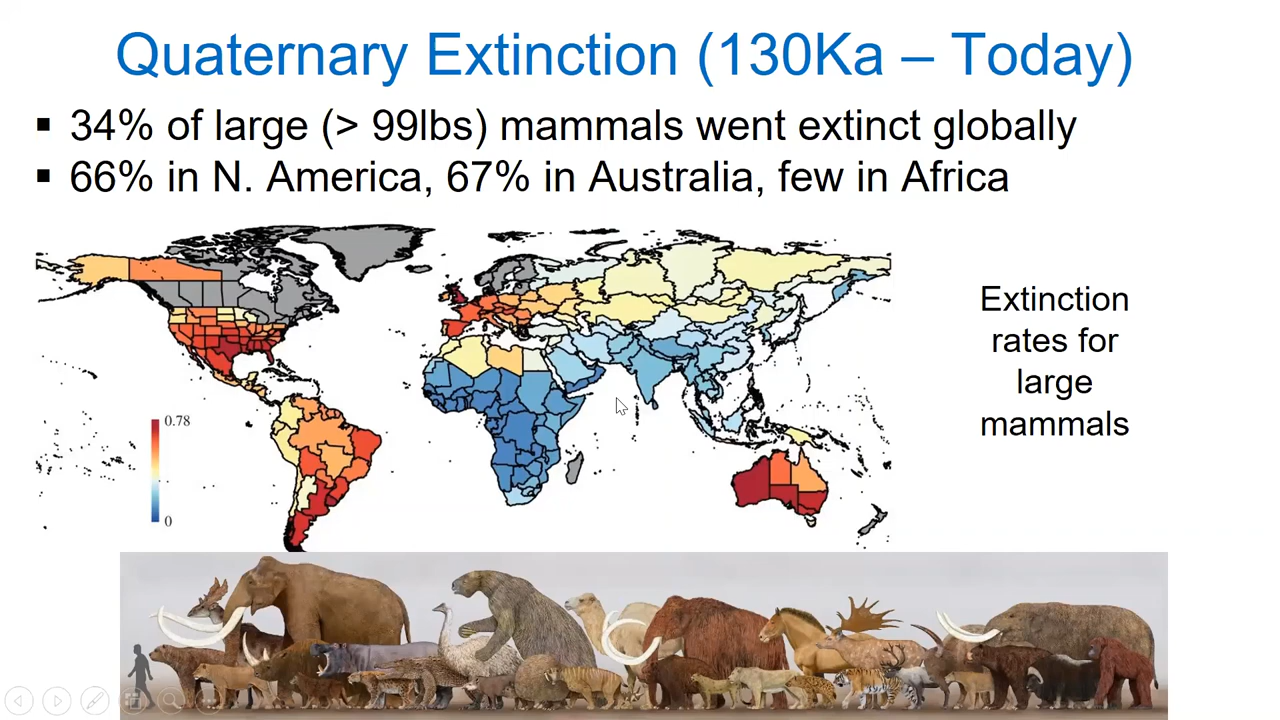 Quaternary Extinction (130Ka – Today)
▪ 34% of large (> 99lbs) mammals went extinct globally
▪ 66% in N. America, 67% in Australia, few in Africa
Extinction
rates for
large
mammals
0.78
0